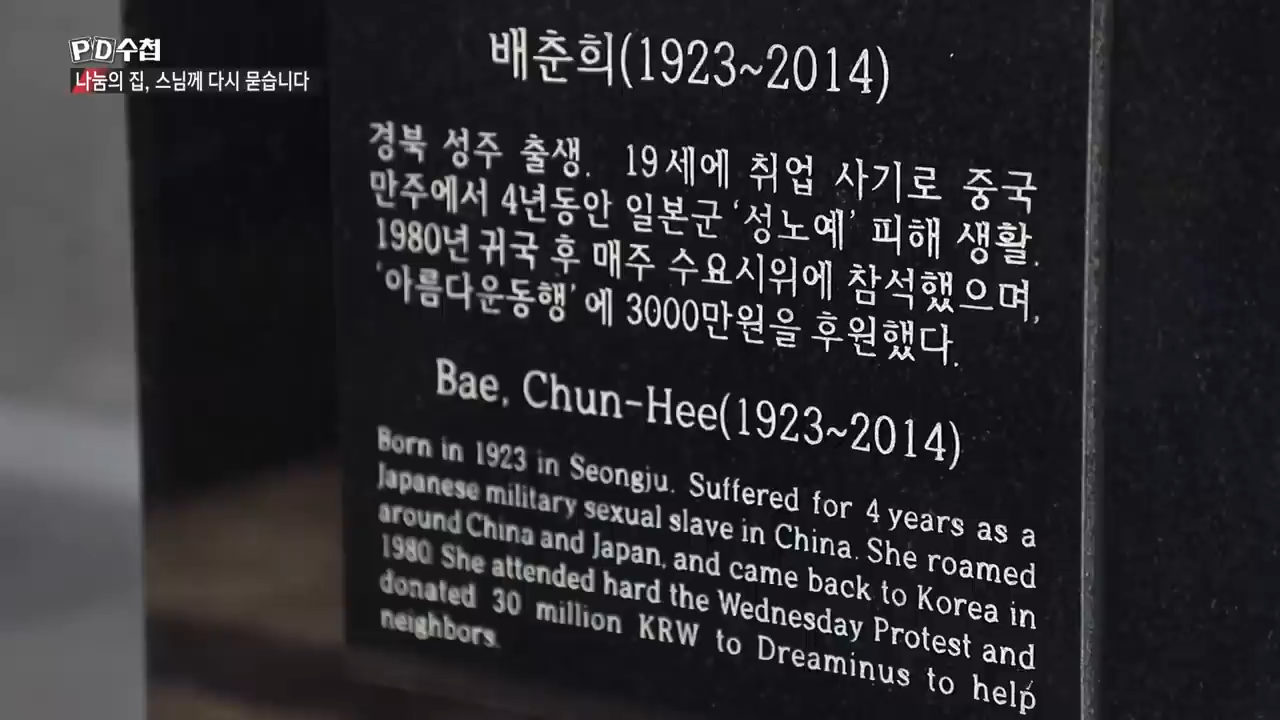 PD수첩
나눔의 집, 스님께 다시 묻습니다
배춘희(1923~2014)
경북 성주 출생. 19세에 취업 사기로 중국
만주에서 4년동안 일본군 ‘성노예’ 피해 생활.
1980년 귀국 후 매주 수요시위에 참석했으며,
‘아름다운동행’에 3000만원을 후원했다.
Bae, Chun-Hee(1923~2014)
Born in 1923 in Seongju. Suffered for 4 years as a
Japanese military sexual slave in China. She roamed
around China and Japan, and came back to Korea in
1980. She attended hard the Wednesday Protest and
donated 30 million KRW to Dreaminus to help
neighbors.